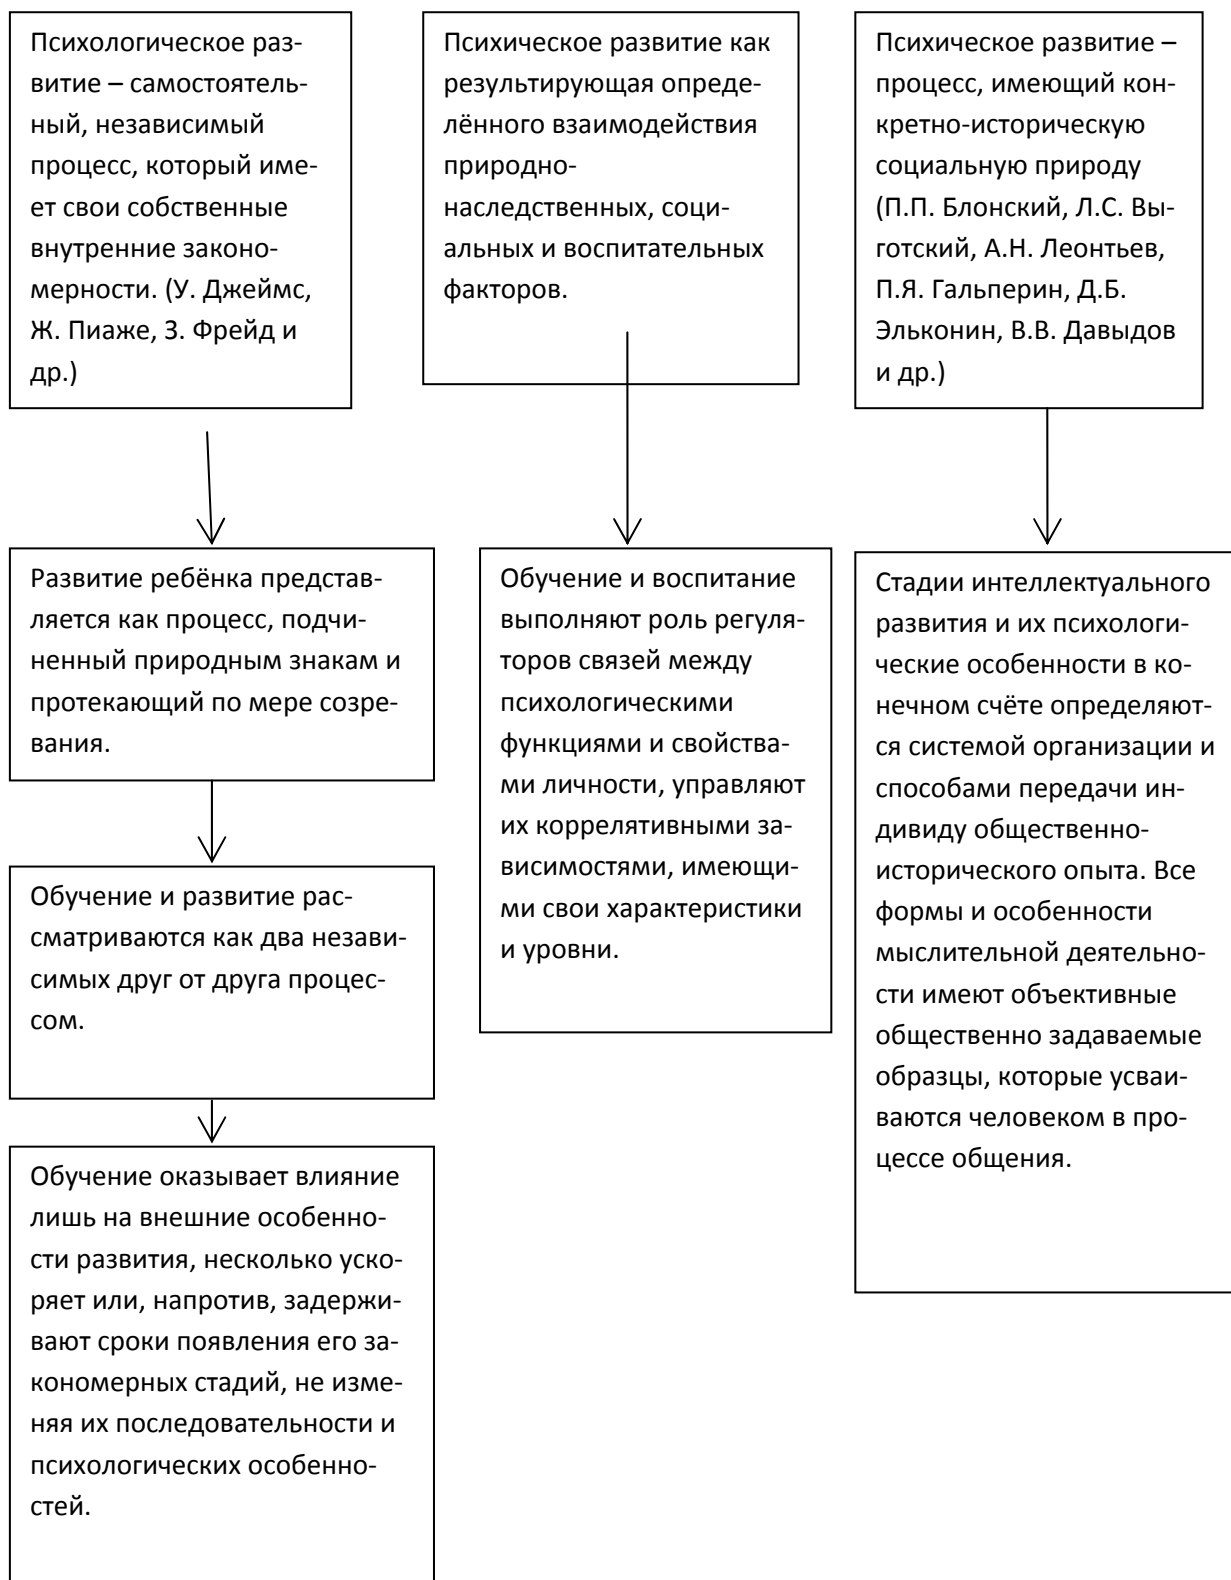 Психологическое раз-
витие – самостоятель-
ный, независимый
процесс, который име-
ет свои собственные
внутренние законо-
мерности. (У. Джеймс,
Ж. Пиаже, З. Фрейд и
др.)
Развитие ребёнка представ-
ляется как процесс, подчи-
ненный природным знакам и
протекающий по мере созре-
вания.
Обучение и развитие рас-
сматриваются как два незави-
симых друг от друга процес-
сом.
Обучение оказывает влияние
лишь на внешние особенно-
сти развития, несколько уско-
ряет или, напротив, задержи-
вают сроки появления его за-
кономерных стадий, не изме-
няя их последовательности и
психологических особенно-
стей.
Психическое развитие как
результирующая опреде-
лённого взаимодействия
природно-
наследственных, соци-
альных и воспитательных
факторов.
Обучение и воспитание
выполняют роль регуля-
торов связей между
психологическими
функциями и свойства-
ми личности, управляют
их коррелятивными за-
висимостями, имеющи-
ми свои характеристики
и уровни.
Психическое развитие –
процесс, имеющий кон-
кретно-историческую
социальную природу
(П.П. Блонский, Л.С. Вы-
готский, А.Н. Леонтьев,
П.Я. Гальперин, Д.Б.
Эльконин, В.В. Давыдов
и др.)
Стадии интеллектуального
развития и их психологи-
ческие особенности в ко-
нечном счёте определяют-
ся системой организации и
способами передачи ин-
дивиду общественно-
исторического опыта. Все
формы и особенности
мыслительной деятельно-
сти имеют объективные
общественно задаваемые
образцы, которые усваи-
ваются человеком в про-
цессе общения.